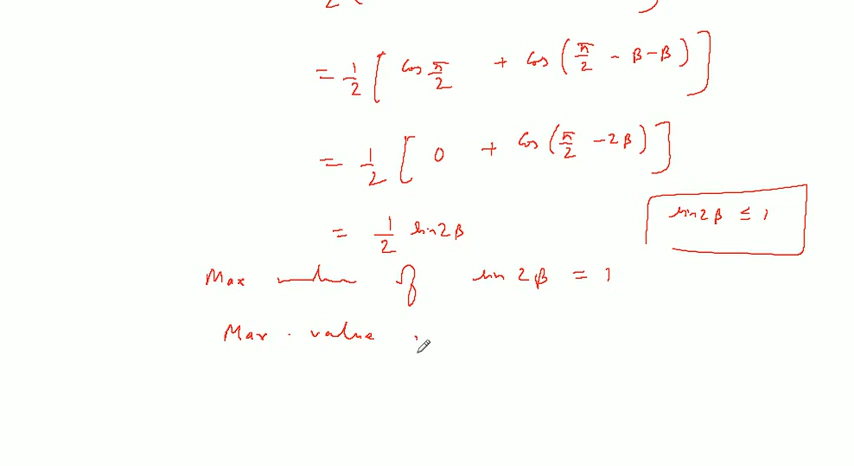 = 1/2 [ cos π/2 + cos (π/2 - β - β) ]
= 1/2 [ 0 + cos (π/2 - 2β) ]
= 1/2 sin 2β
sin 2β ≤ 1
Max value of sin 2β = 1
Max. value